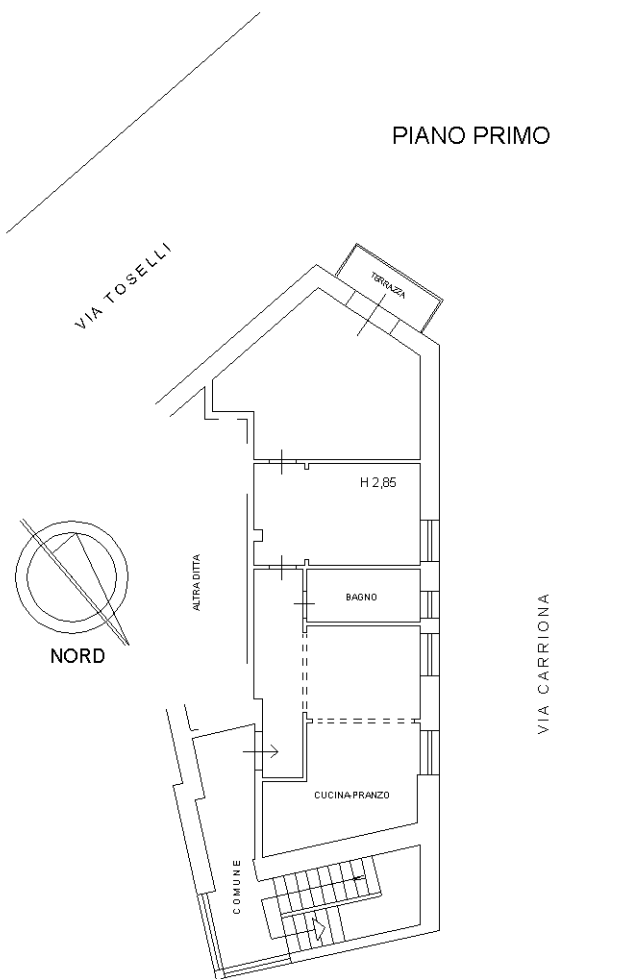 PIANO PRIMO
VIA TOSELLI
TERRAZZA
H 2,85
ALTRA DITTA
BAGNO
NORD
VIA CARRIONA
CUCINA-PRANZO
COMUNE